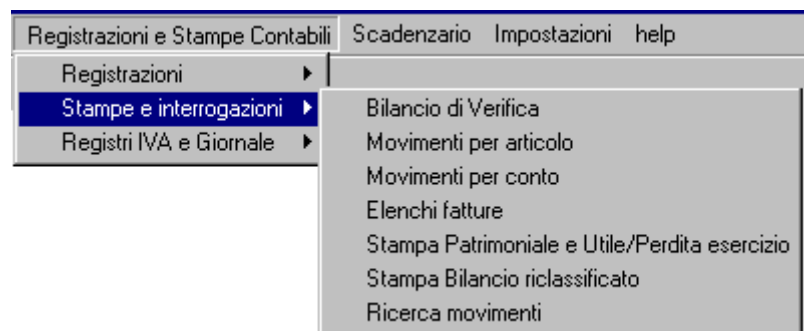 Registrazioni e Stampe Contabili Scadenzario Impostazioni help
Registrazioni
Stampe e interrogazioni
Registri IVA e Giornale
Bilancio di Verifica
Movimenti per articolo
Movimenti per conto
Elenchi fatture
Stampa Patrimoniale e Utile/Perdita esercizio
Stampa Bilancio riclassificato
Ricerca movimenti